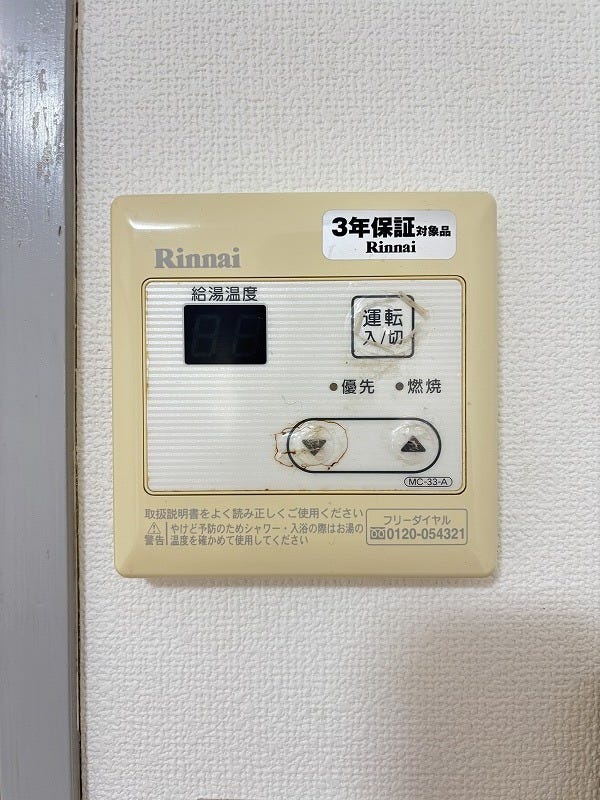 3年保証対象品
Rinnai
Rinnai
給湯温度
運転
入/切
優先
燃焼
MC-33-A
取扱説明書をよく読み正しくご使用ください
警告
やけど予防のためシャワー・入浴の際はお湯の
温度を確かめて使用してください
フリーダイヤル
0120-054321